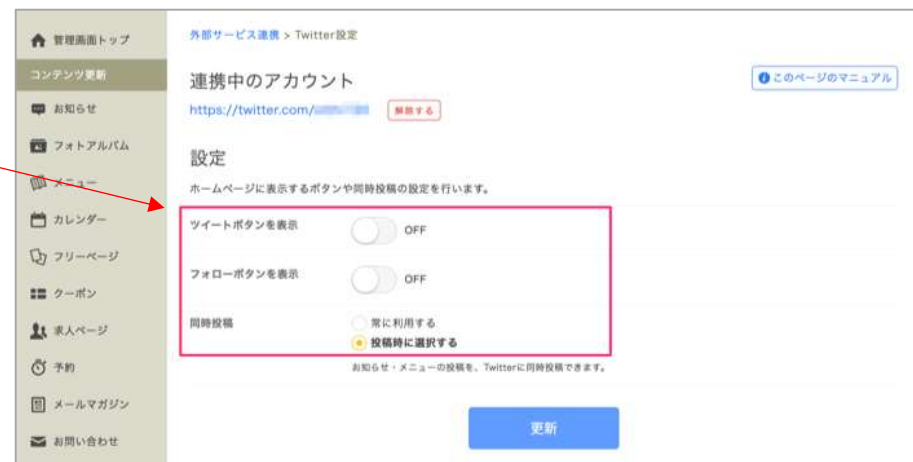 管理画面トップ
コンテンツ更新
お知らせ
フォトアルバム
メニュー
カレンダー
フリーページ
クーポン
求人ページ
予約
メールマガジン
お問い合わせ
外部サービス連携 > Twitter設定
連携中のアカウント
このページのマニュアル
https://twitter.com/
解除する
設定
ホームページに表示するボタンや同時投稿の設定を行います。
ツイートボタンを表示 OFF
フォローボタンを表示 OFF
同時投稿 常に利用する
投稿時に選択する
お知らせ・メニューの投稿を、Twitterに同時投稿できます。
更新